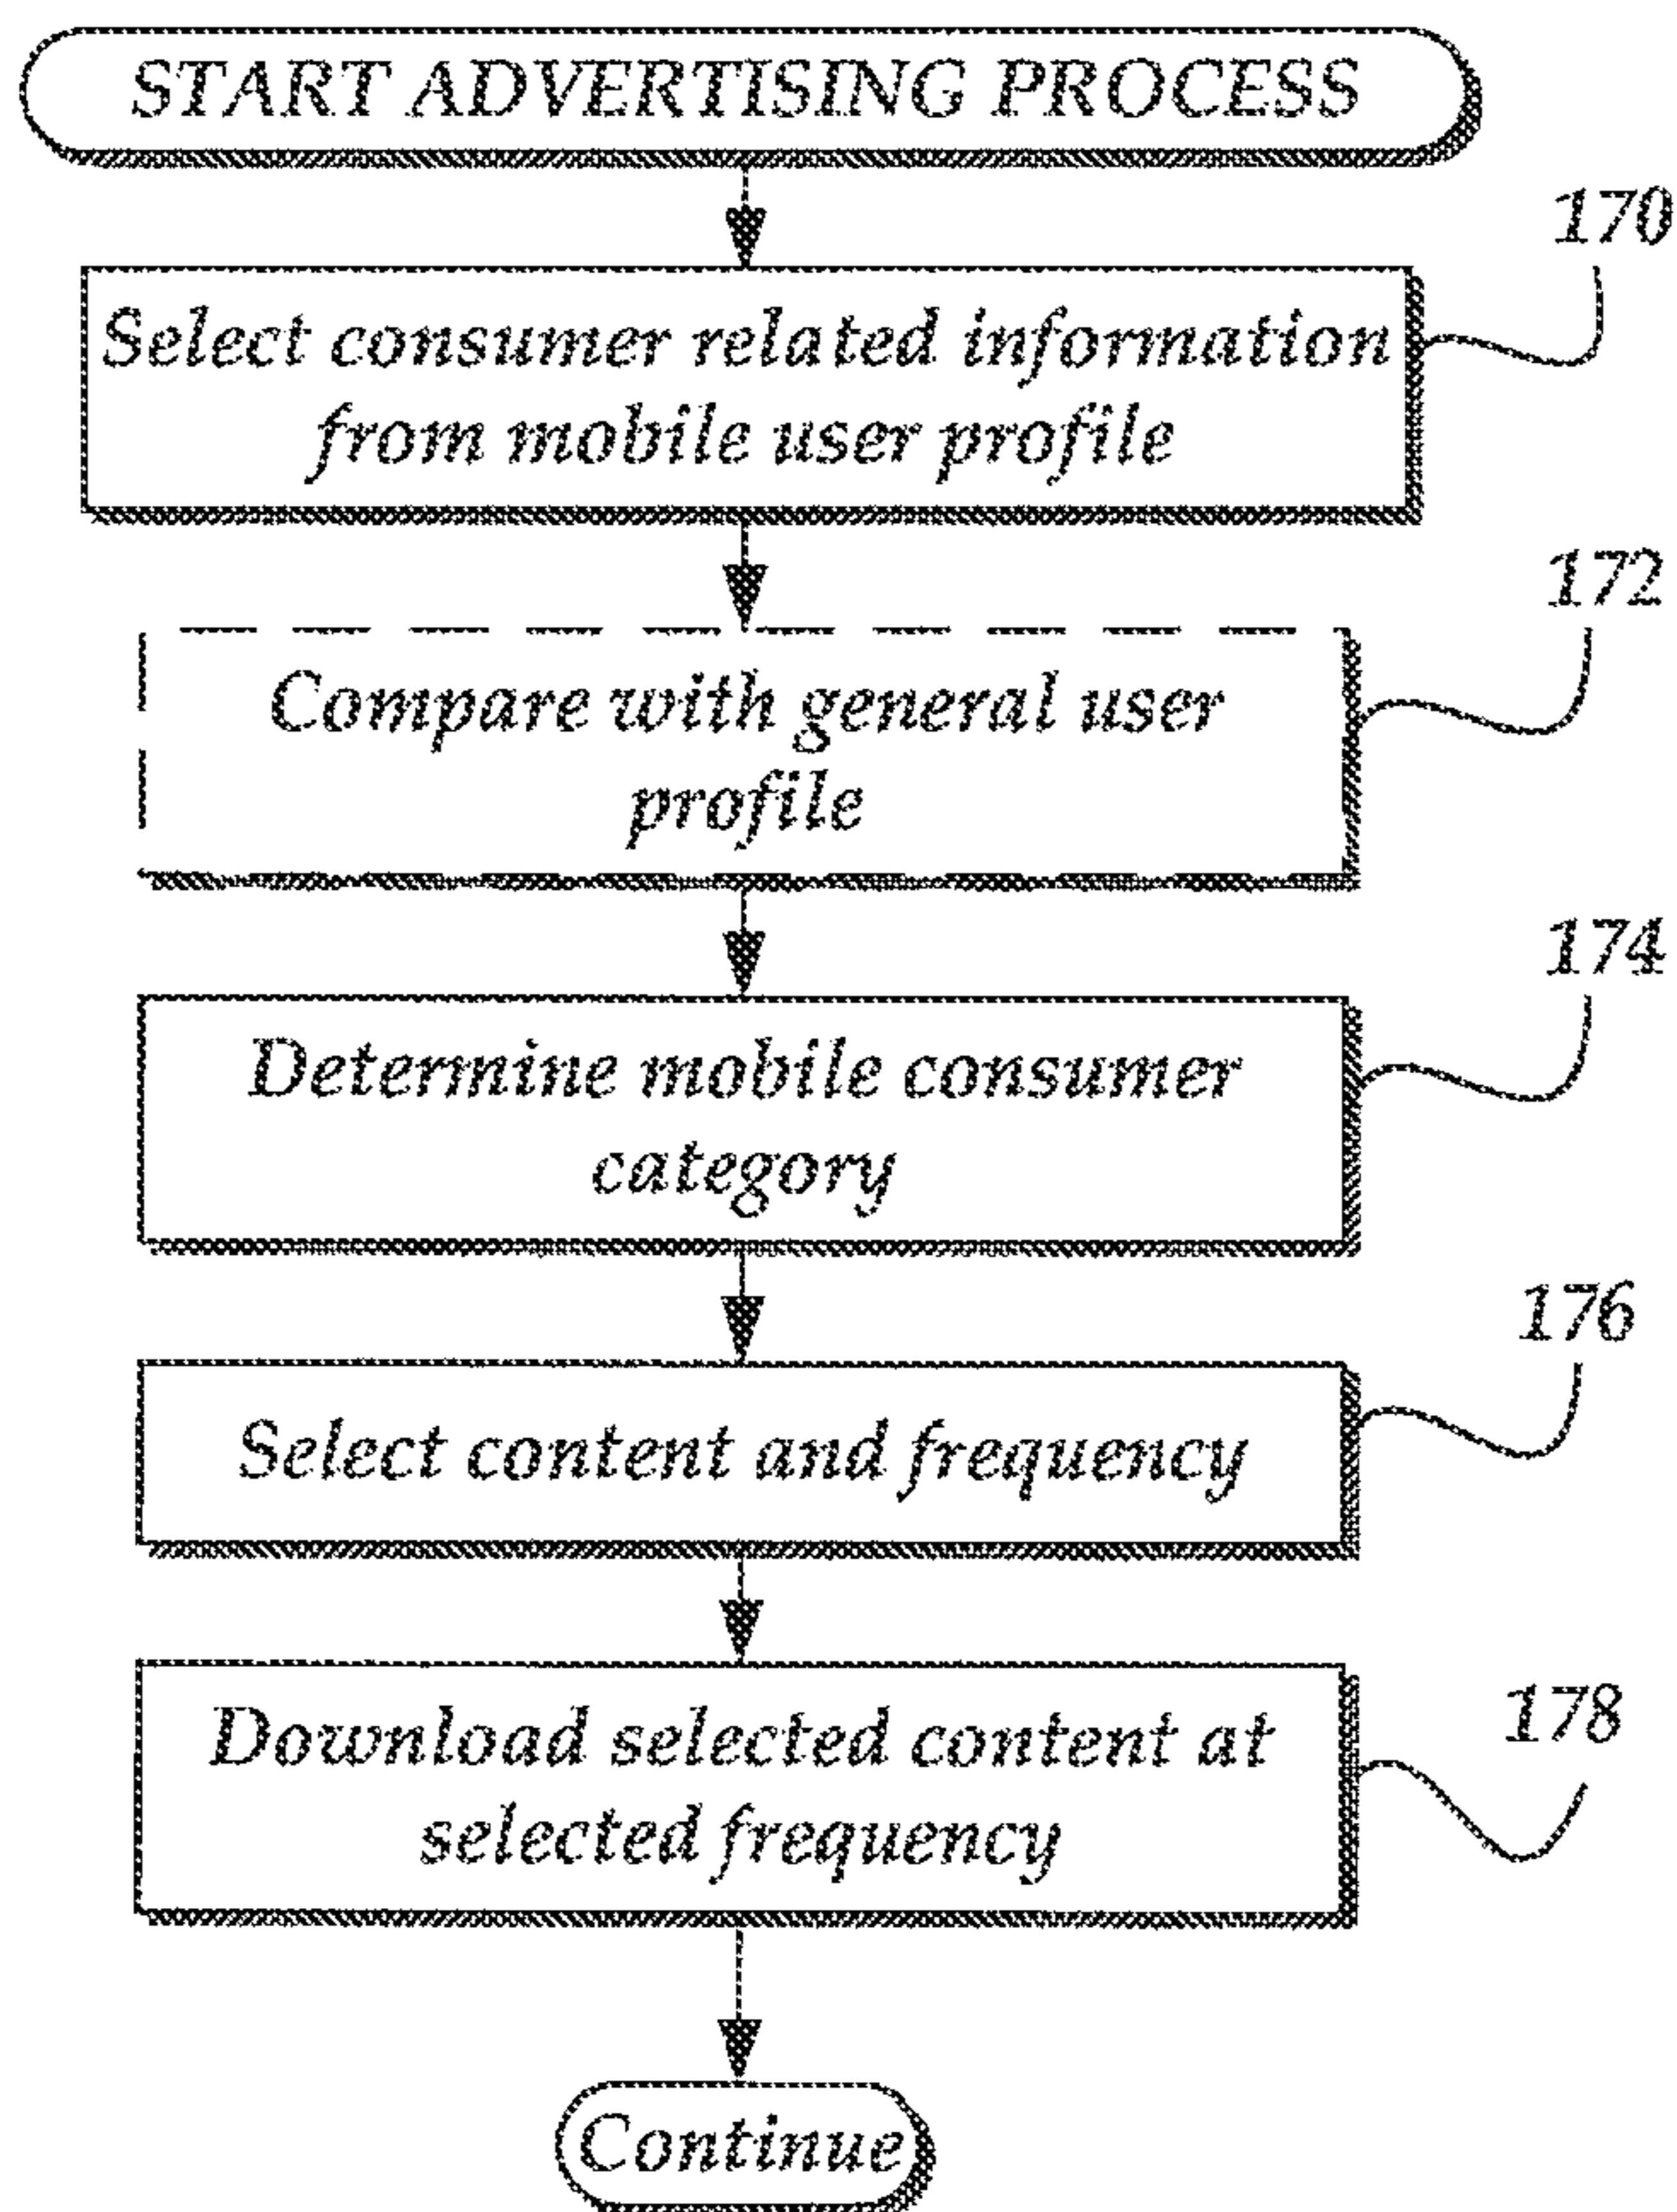 START ADVERTISING PROCESS
170
Select consumer related information
from mobile user profile
172
Compare with general user
profile
174
Determine mobile consumer
category
176
Select content and frequency
178
Download selected content at
selected frequency
Continue